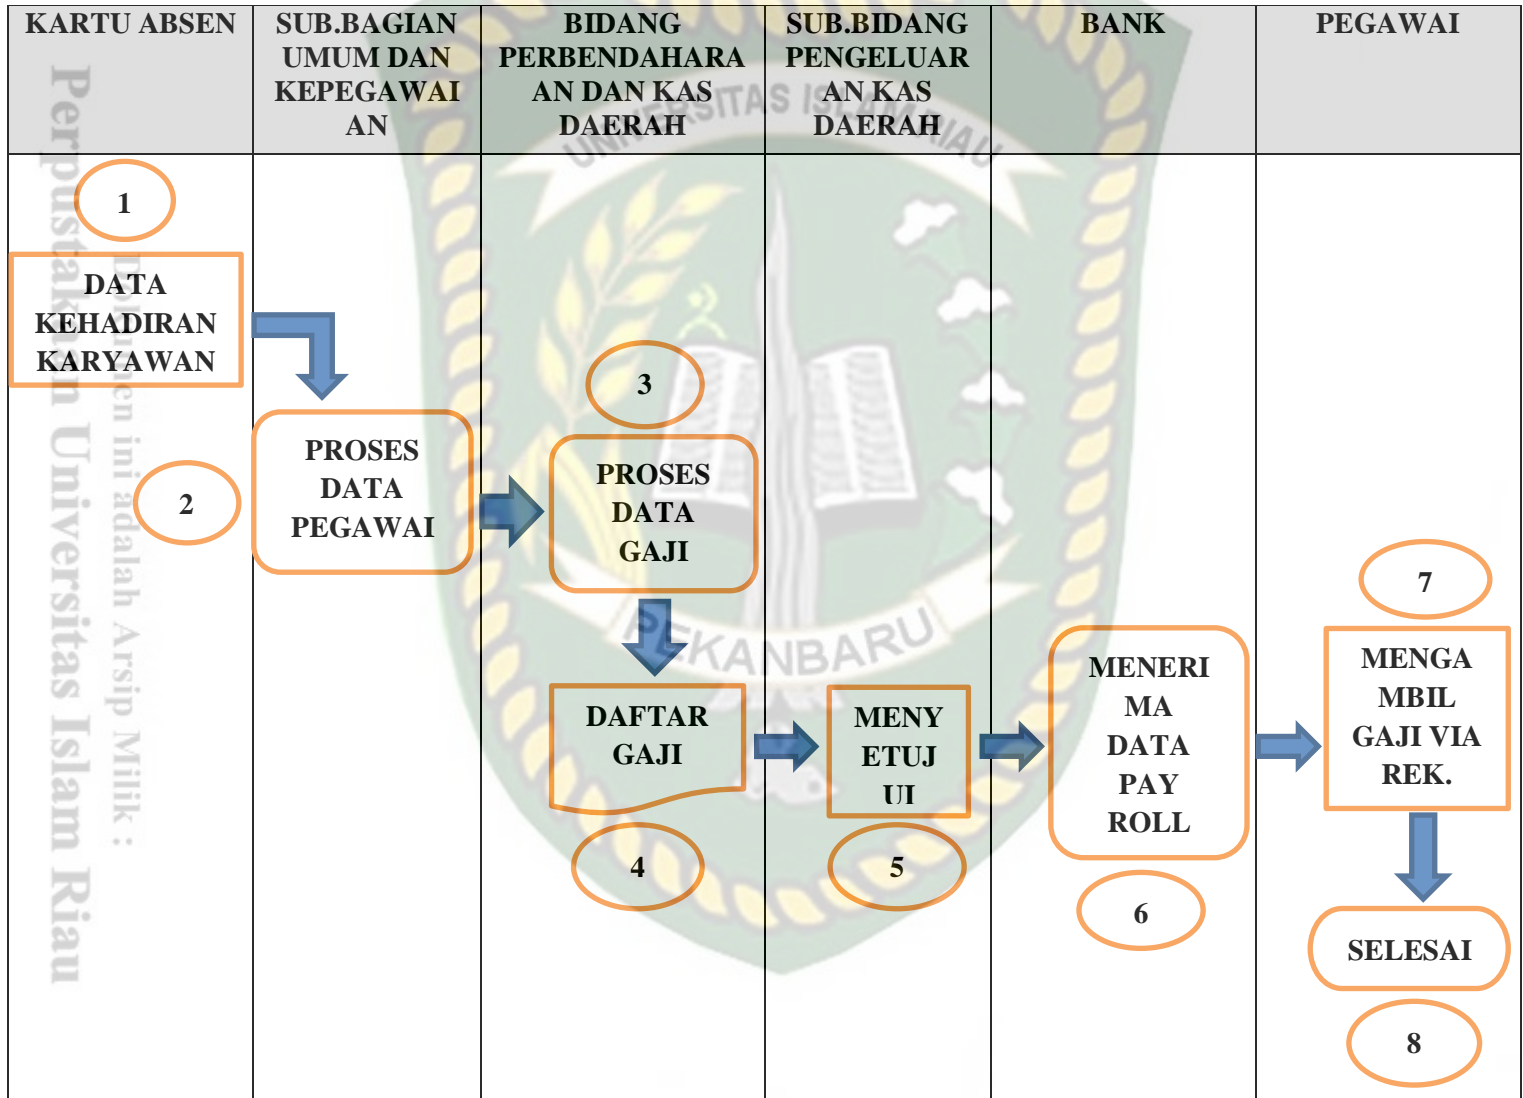 KARTU ABSEN
SUB.BAGIAN
UMUM DAN
KEPEGAWAI
AN
BIDANG
PERBENDAHARA
AN DAN KAS
DAERAH
SUB.BIDANG
PENGELUAR
AN KAS
DAERAH
BANK
PEGAWAI
1
DATA
KEHADIRAN
KARYAWAN
2
PROSES
DATA
PEGAWAI
3
PROSES
DATA
GAJI
DAFTAR
GAJI
4
MENY
ETUJ
UI
5
MENERI
MA
DATA
PAY
ROLL
6
7
MENGA
MBIL
GAJI VIA
REK.
SELESAI
8
UNIVERSITAS ISLAM RIAU
PEKANBARU
Perpustakaan Universitas Islam Riau
Dokumen ini adalah Arsip Milik :